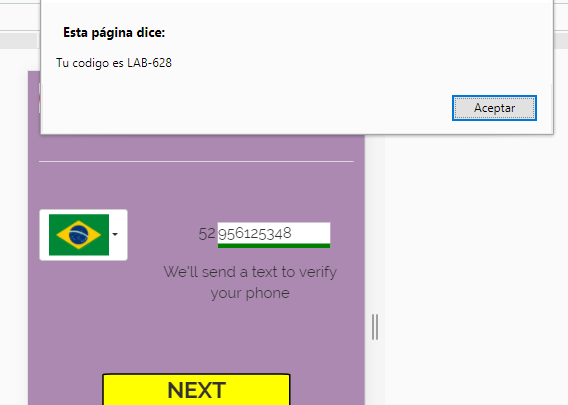 Esta página dice:
Tu codigo es LAB-628
Aceptar
52 956125348
We'll send a text to verify
your phone
NEXT